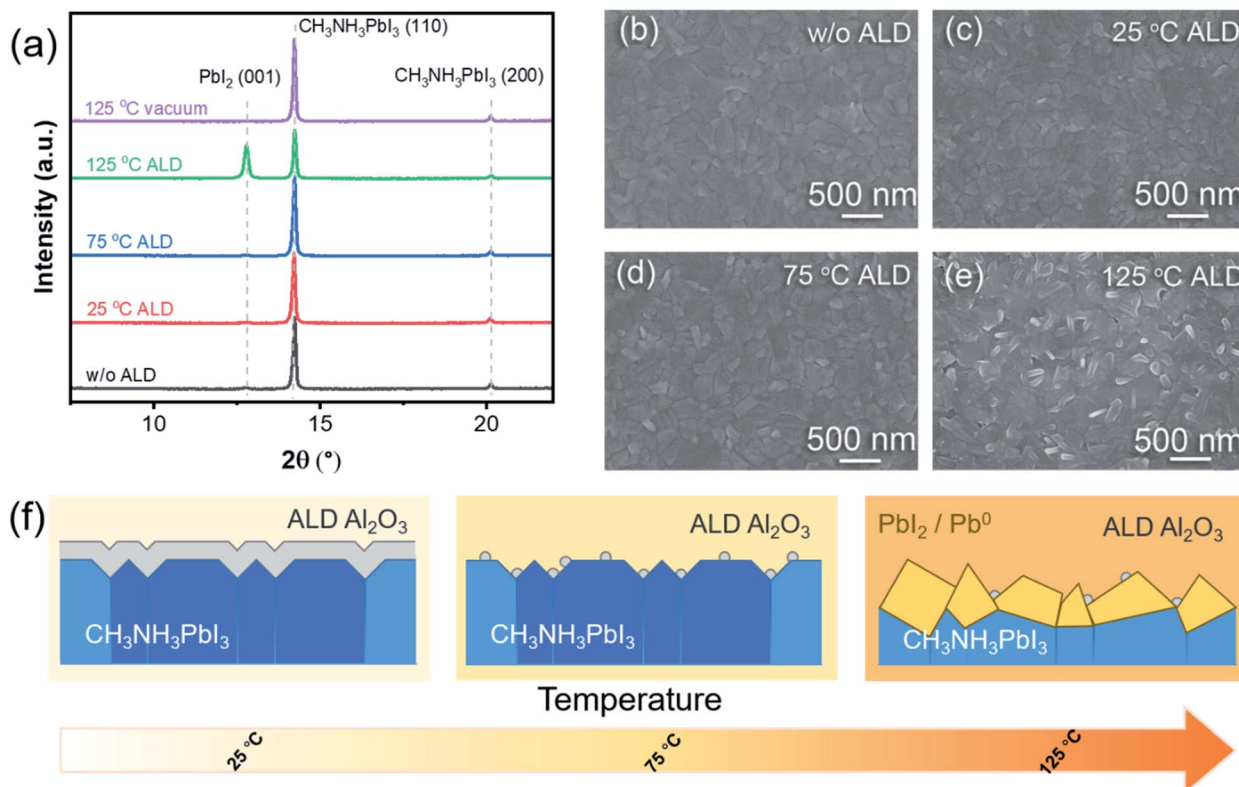 (a)
CH₃NH₃PbI₃ (110)
PbI₂ (001)
CH₃NH₃PbI₃ (200)
125 °C vacuum
125 °C ALD
75 °C ALD
25 °C ALD
w/o ALD
Intensity (a.u.)
10 15 20
2θ (°)
(b) w/o ALD
500 nm
(c) 25 °C ALD
500 nm
(d) 75 °C ALD
500 nm
(e) 125 °C ALD
500 nm
(f)
ALD Al₂O₃
CH₃NH₃PbI₃
ALD Al₂O₃
CH₃NH₃PbI₃
PbI₂ / Pb⁰ ALD Al₂O₃
CH₃NH₃PbI₃
Temperature
25 °C 75 °C 125 °C